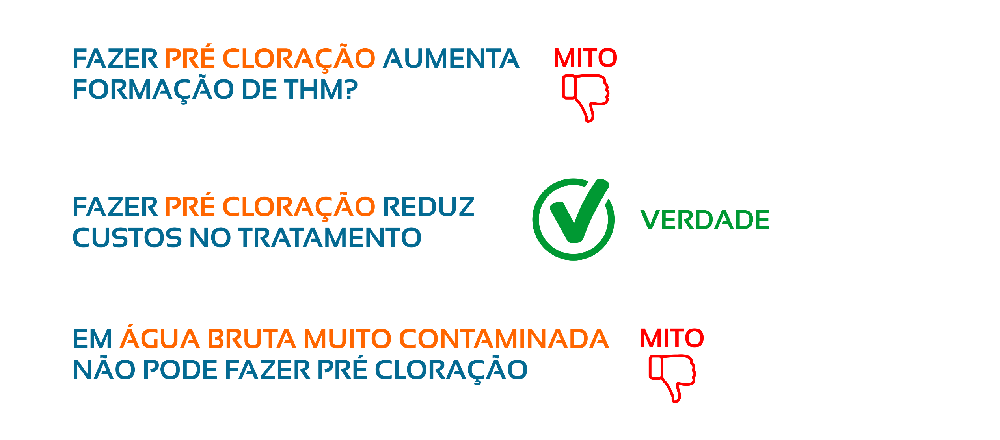 FAZER PRÉ CLORAÇÃO AUMENTA
FORMAÇÃO DE THM?
MITO
FAZER PRÉ CLORAÇÃO REDUZ
CUSTOS NO TRATAMENTO
VERDADE
EM ÁGUA BRUTA MUITO CONTAMINADA
NÃO PODE FAZER PRÉ CLORAÇÃO
MITO